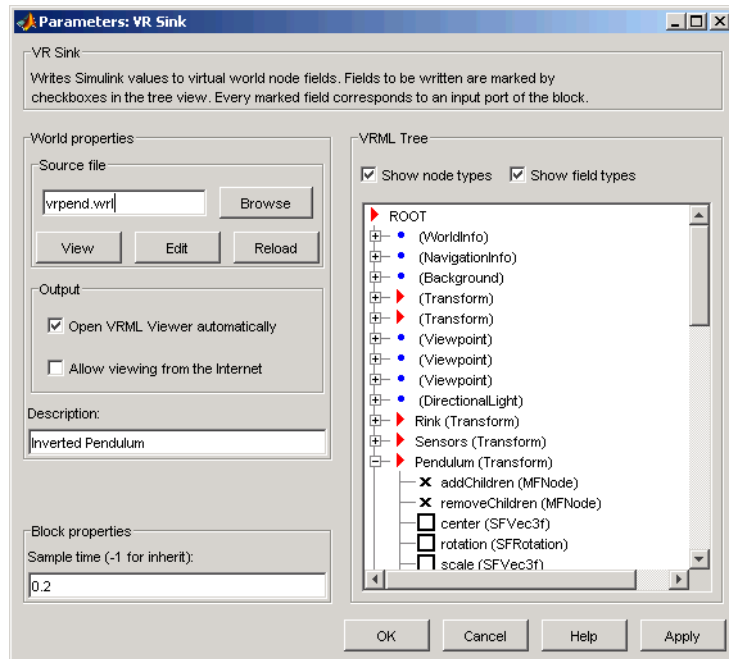 Parameters: VR Sink
VR Sink
Writes Simulink values to virtual world node fields. Fields to be written are marked by
checkboxes in the tree view. Every marked field corresponds to an input port of the block.
World properties
Source file
vrpend.wrl
Browse
View
Edit
Reload
Output
Open VRML Viewer automatically
Allow viewing from the Internet
Description:
Inverted Pendulum
Block properties
Sample time (-1 for inherit):
0.2
VRML Tree
Show node types
Show field types
ROOT
(WorldInfo)
(NavigationInfo)
(Background)
(Transform)
(Transform)
(Viewpoint)
(Viewpoint)
(Viewpoint)
(DirectionalLight)
Rink (Transform)
Sensors (Transform)
Pendulum (Transform)
addChildren (MFNode)
removeChildren (MFNode)
center (SFVec3f)
rotation (SFRotation)
scale (SFVec3f)
OK
Cancel
Help
Apply